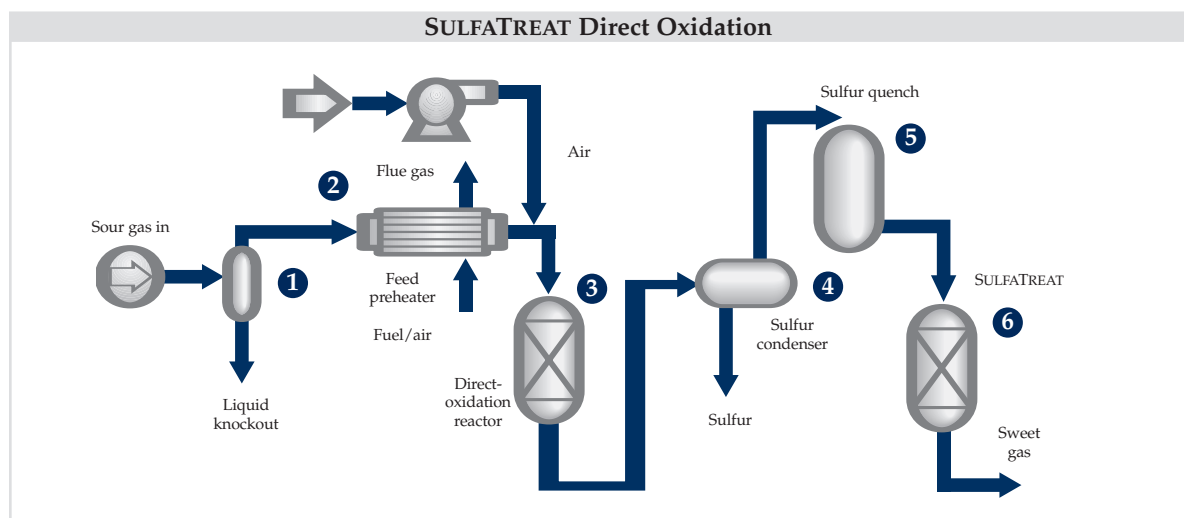 SULFATREAT Direct Oxidation
Sulfur quench
5
Air
Flue gas
2
Sour gas in
1
Feed
preheater
Fuel/air
3
4
SULFATREAT
6
Sulfur
condenser
Direct-
oxidation
reactor
Liquid
knockout
Sulfur
Sweet
gas